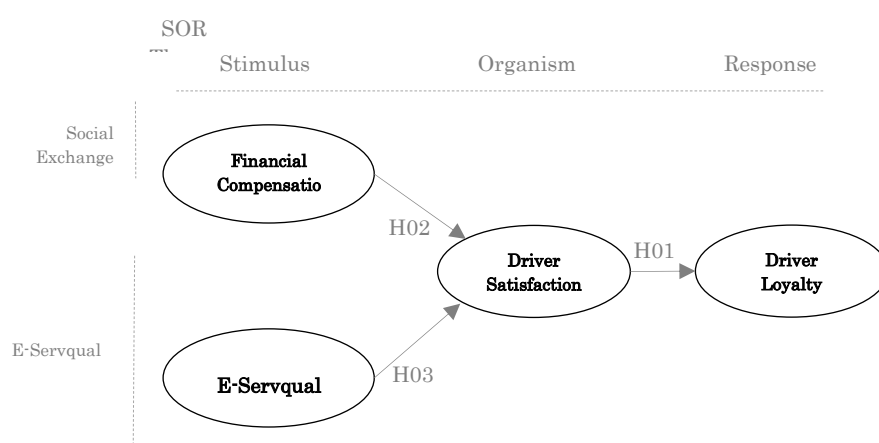 SOR
Stimulus Organism Response
Social
Exchange
Financial
Compensatio
H02
Driver
Satisfaction
H01
Driver
Loyalty
E-Servqual
E-Servqual
H03